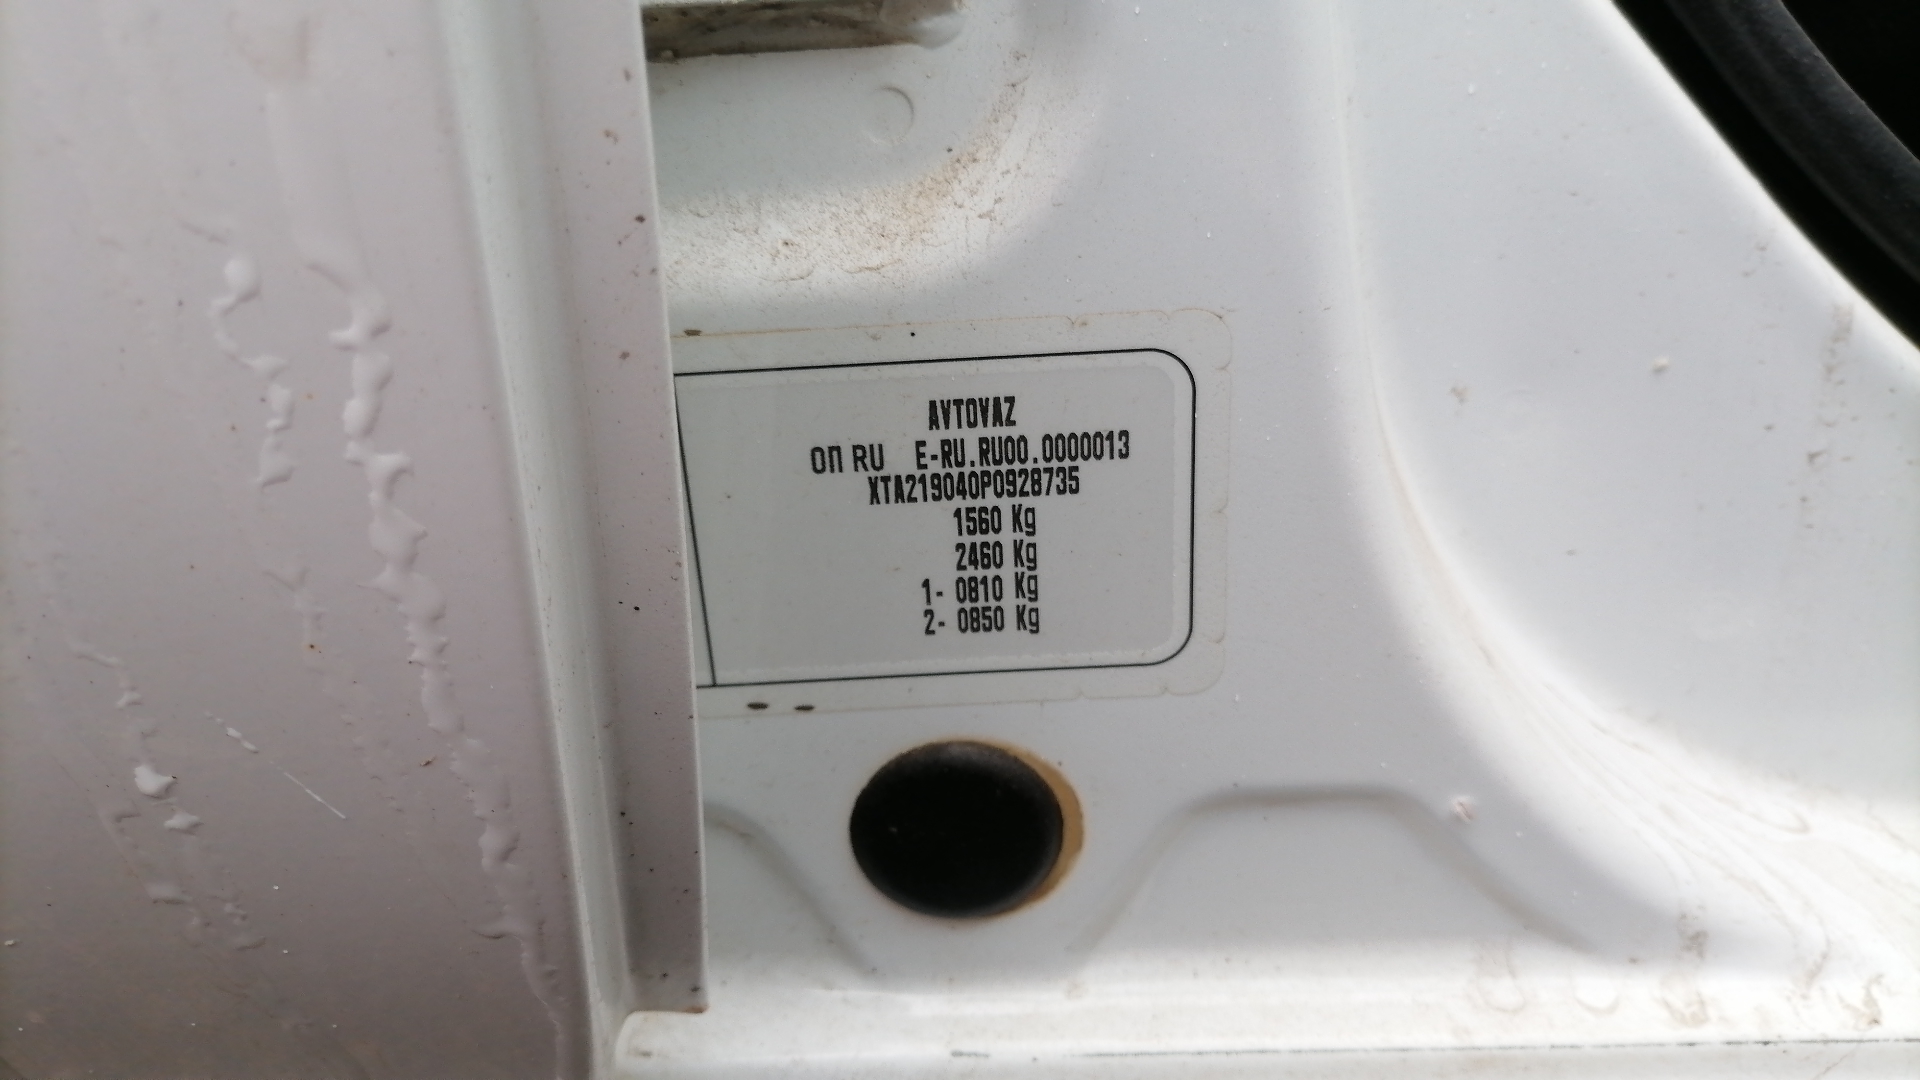 AVTOVAZ
ОП RU E-RU.RU00.0000013
XTA219040P0928735
1560 Kg
2460 Kg
1- 0810 Kg
2- 0850 Kg